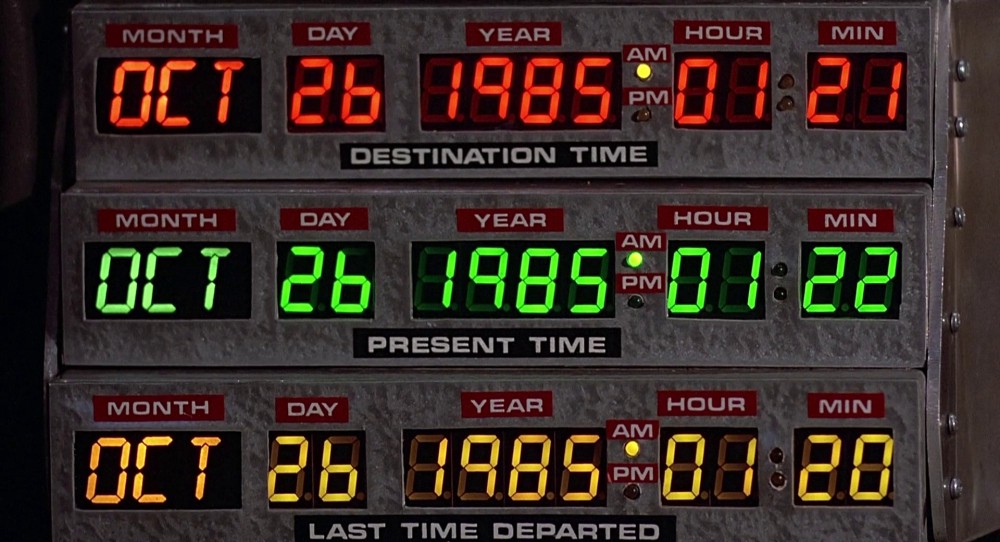 MONTH DAY YEAR AM HOUR MIN
OCT 26 1985 PM 01 21
DESTINATION TIME
MONTH DAY YEAR AM HOUR MIN
OCT 26 1985 PM 01 22
PRESENT TIME
MONTH DAY YEAR AM HOUR MIN
OCT 26 1985 PM 01 20
LAST TIME DEPARTED